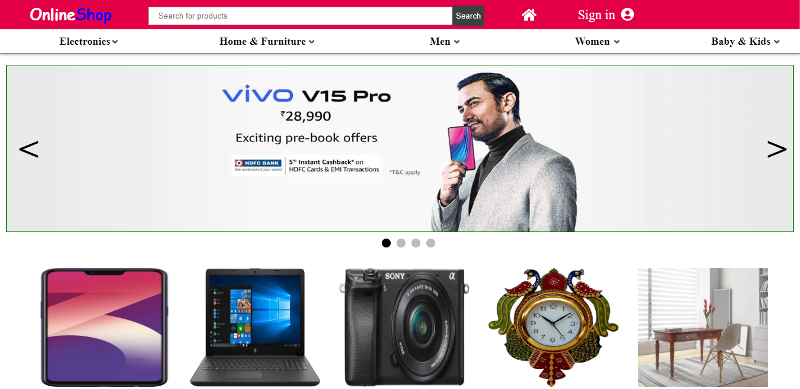 OnlineShop
Search for products
Search
Sign in
Electronics
Home & Furniture
Men
Women
Baby & Kids
vivo V15 Pro
₹28,990
Exciting pre-book offers
HDFC BANK
We understand your world
5%* Instant Cashback* on
HDFC Cards & EMI Transactions
*T&C apply
<
>
SONY
α